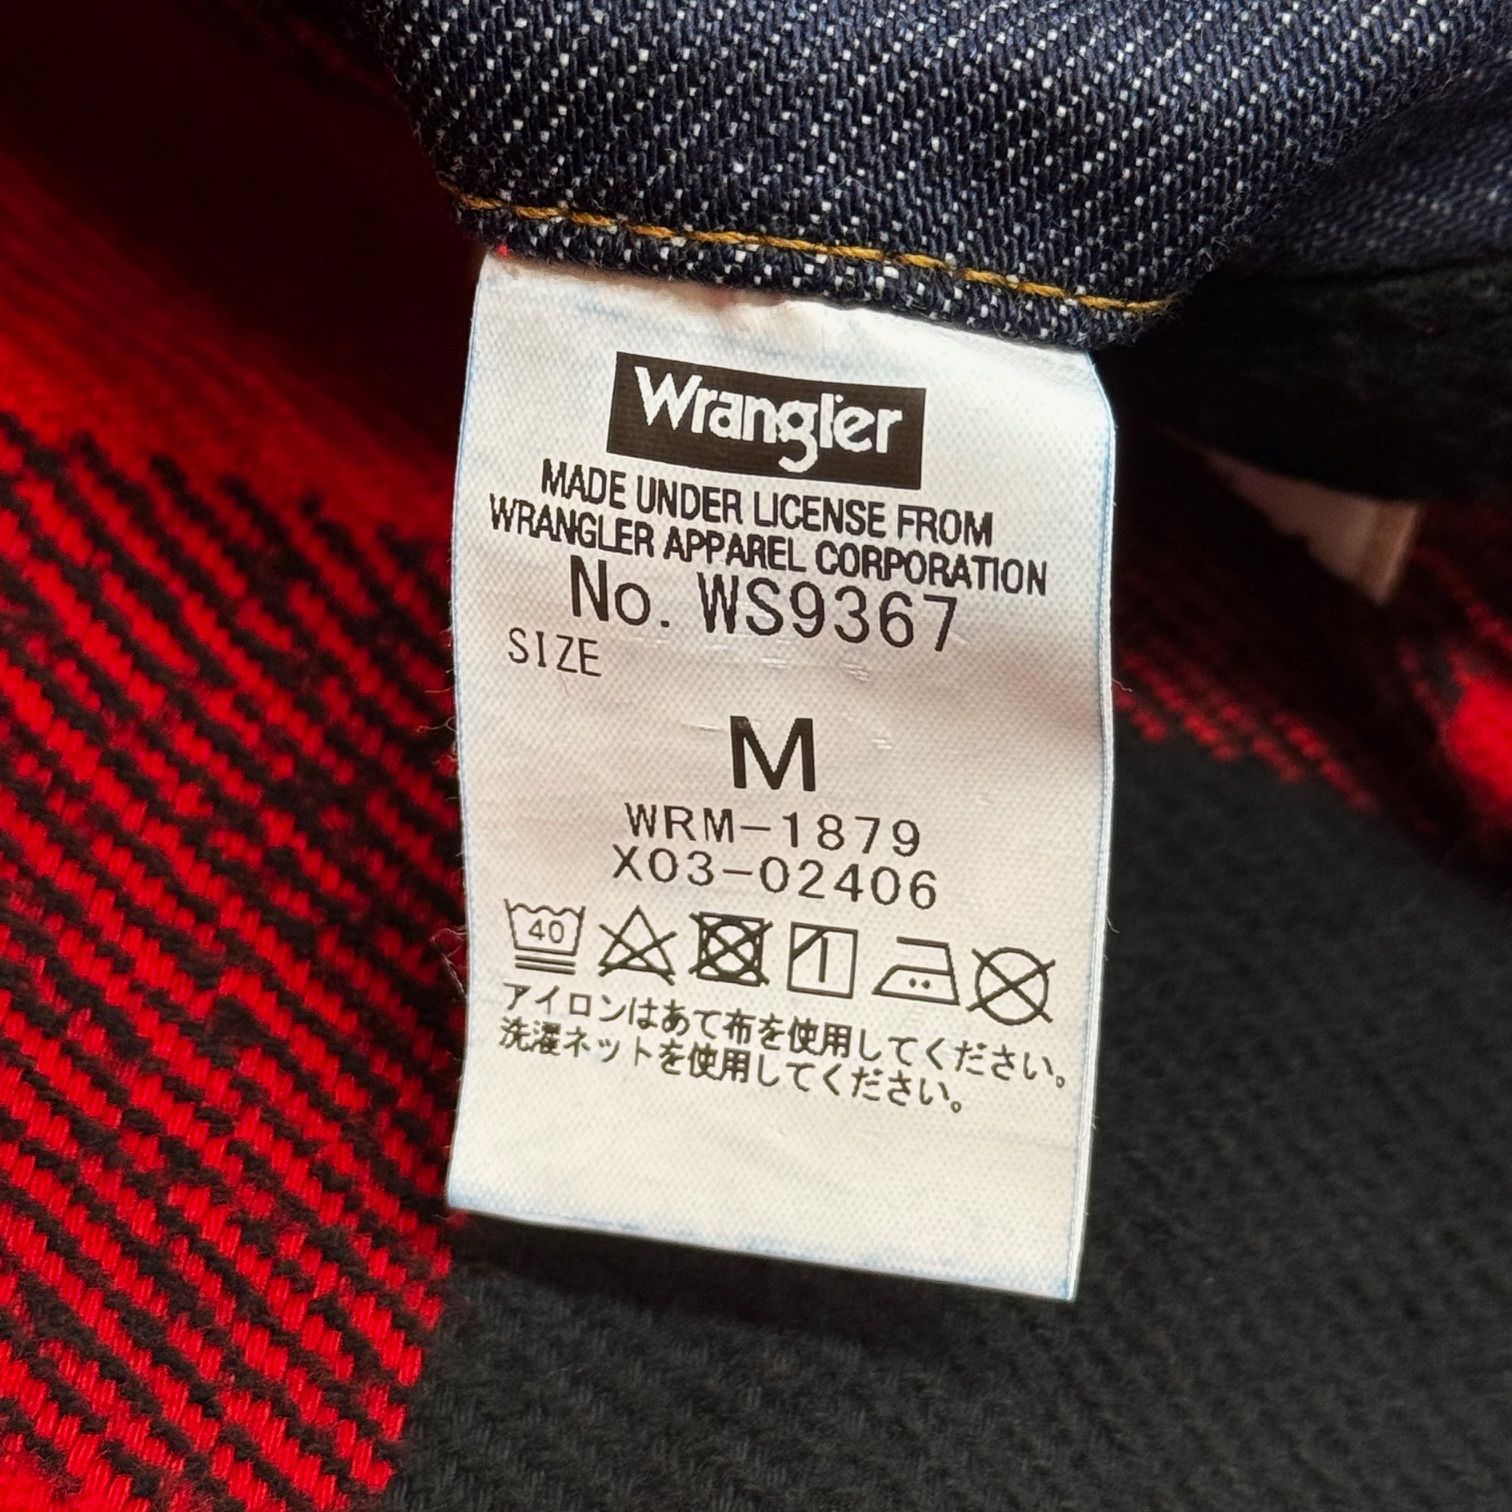 Wrangler
MADE UNDER LICENSE FROM
WRANGLER APPAREL CORPORATION
No. WS9367
SIZE
M
WRM-1879
X03-02406
40
アイロンはあて布を使用してください。
洗濯ネットを使用してください。